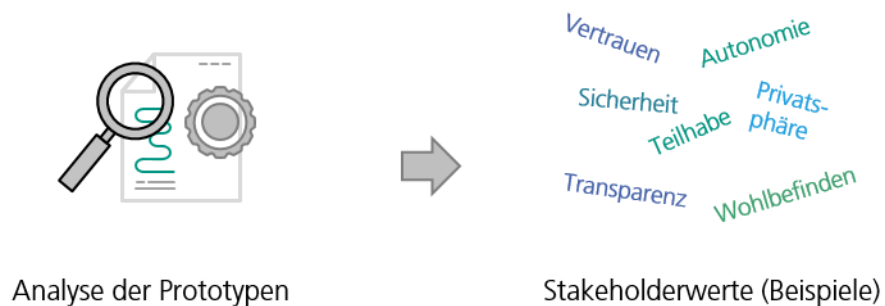 Vertrauen
Autonomie
Sicherheit
Privats-
phäre
Teilhabe
Transparenz
Wohlbefinden
Analyse der Prototypen
Stakeholderwerte (Beispiele)